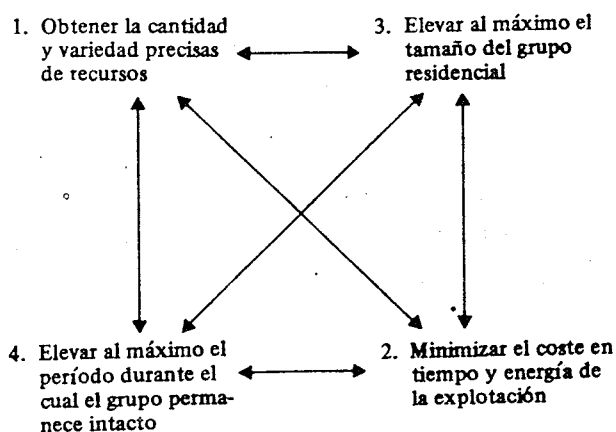 1. Obtener la cantidad
y variedad precisas
de recursos
3. Elevar al máximo el
tamaño del grupo
residencial
4. Elevar al máximo el
período durante el
cual el grupo perma-
nece intacto
2. Minimizar el coste en
tiempo y energía de
la explotación